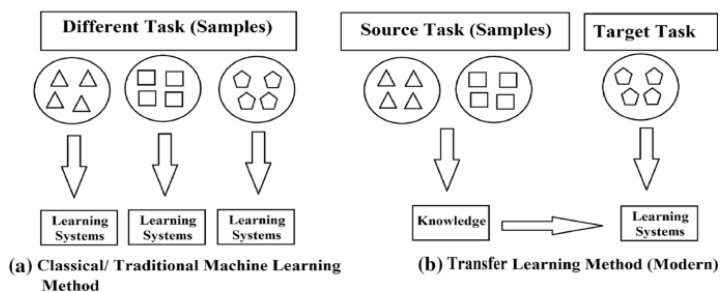 Different Task (Samples)
Source Task (Samples)
Target Task
Learning
Systems
Learning
Systems
Learning
Systems
Knowledge
Learning
Systems
(a) Classical/ Traditional Machine Learning
Method
(b) Transfer Learning Method (Modern)